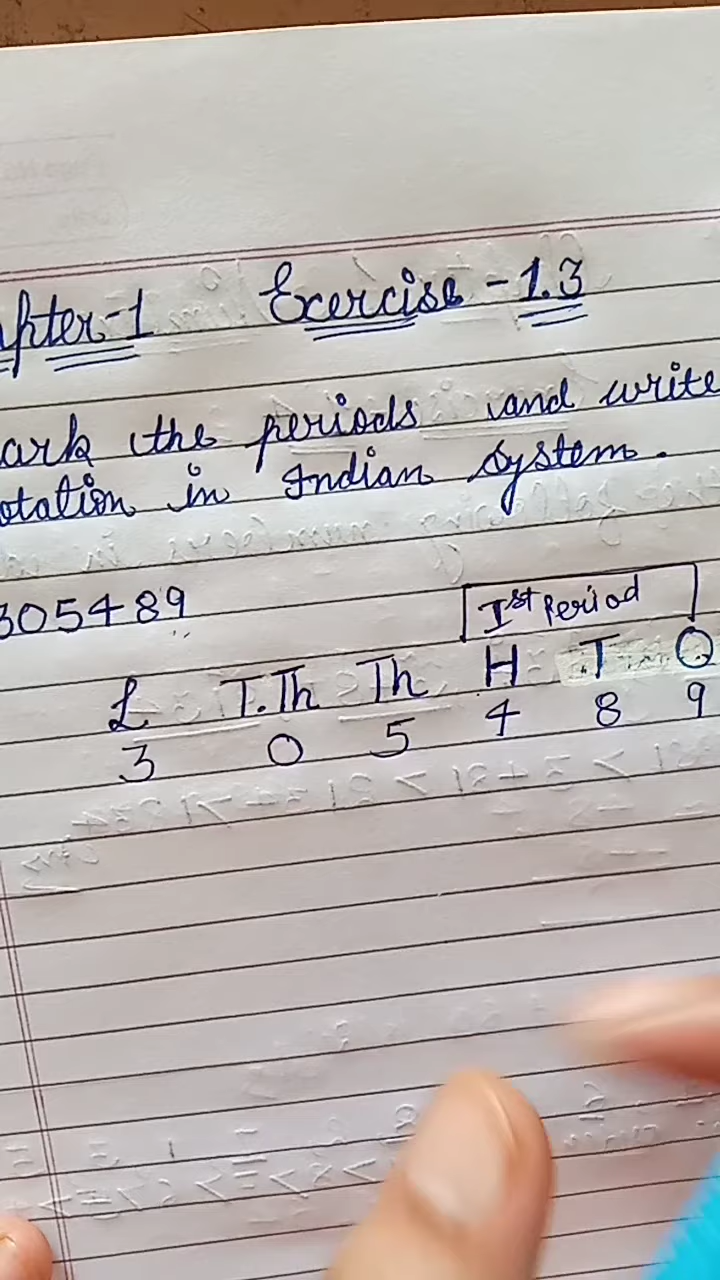 apter-1 Exercise - 1.3
ark the periods and write
otation in Indian System.
305489
Ist Period
L T.Th Th H T O
3 0 5 4 8 9